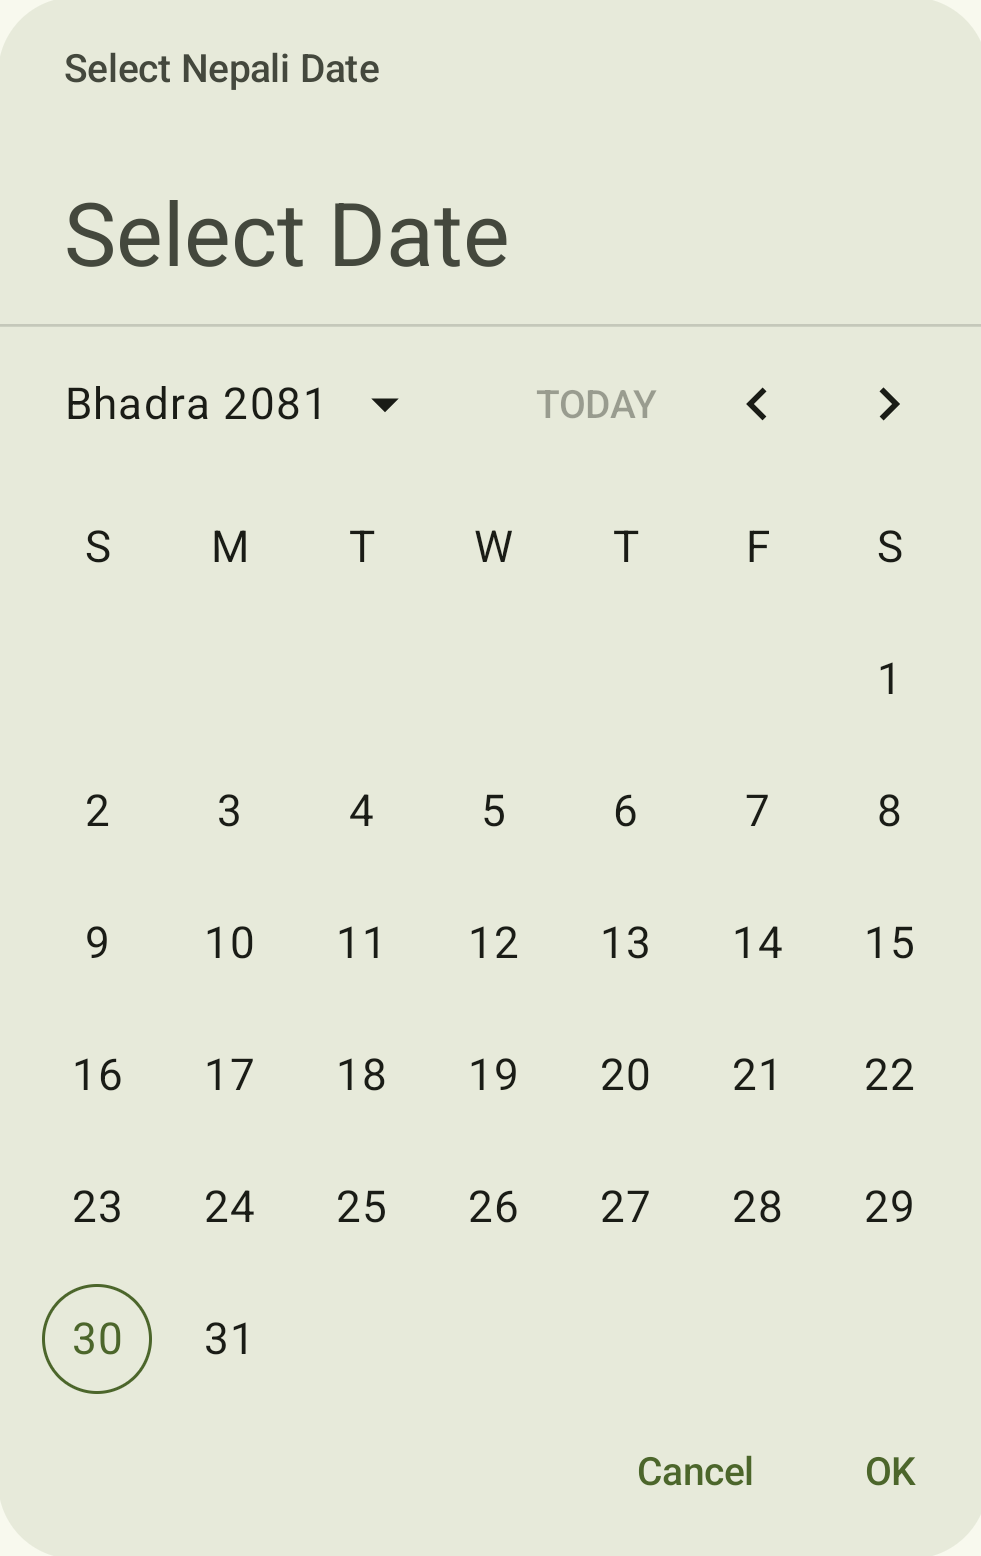 Select Nepali Date
Select Date
Bhadra 2081 TODAY
S M T W T F S
1
2 3 4 5 6 7 8
9 10 11 12 13 14 15
16 17 18 19 20 21 22
23 24 25 26 27 28 29
30 31
Cancel OK